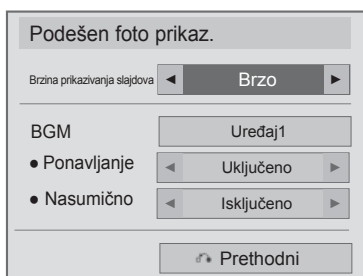 Podešen foto prikaz.
Brzina prikazivanja slajdova ◄ Brzo ►
BGM Uređaj1
● Ponavljanje ◄ Uključeno ►
● Nasumično ◄ Isključeno ►
Prethodni